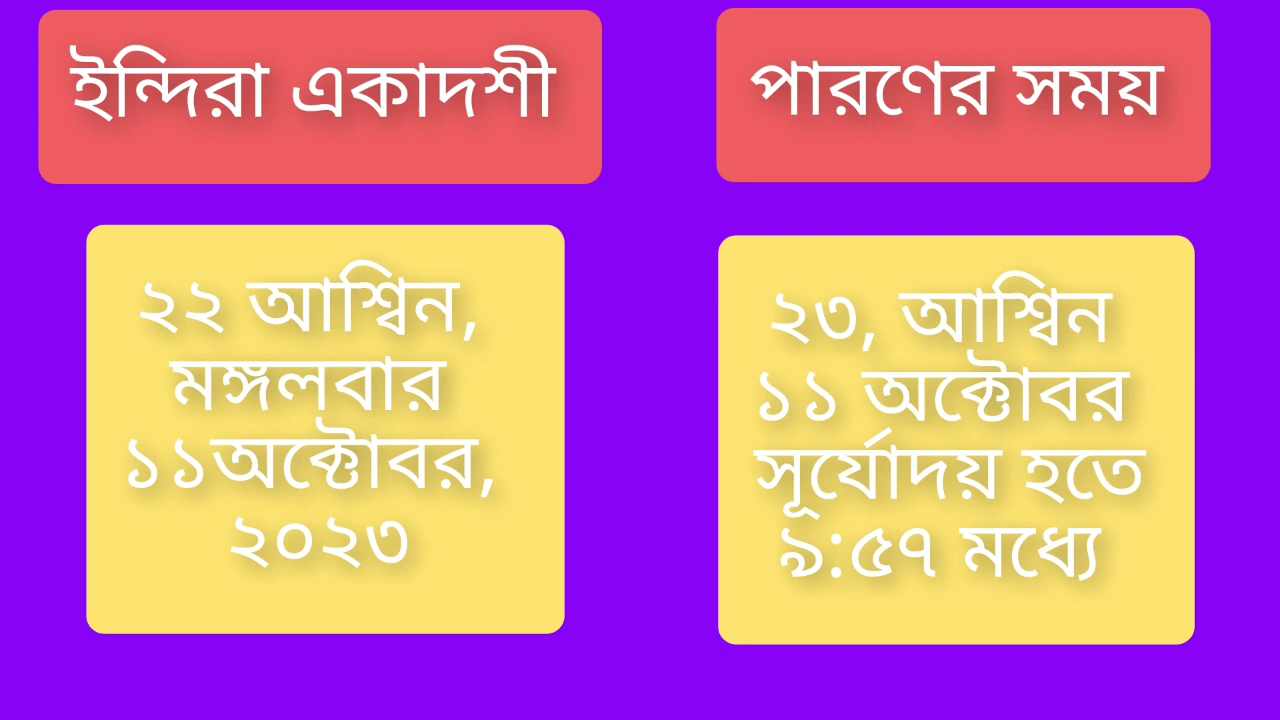 ইন্দিরা একাদশী
পারণের সময়
২২ আশ্বিন,
মঙ্গলবার
১১অক্টোবর,
২০২৩
২৩, আশ্বিন
১১ অক্টোবর
সূর্যোদয় হতে
৯:৫৭ মধ্যে